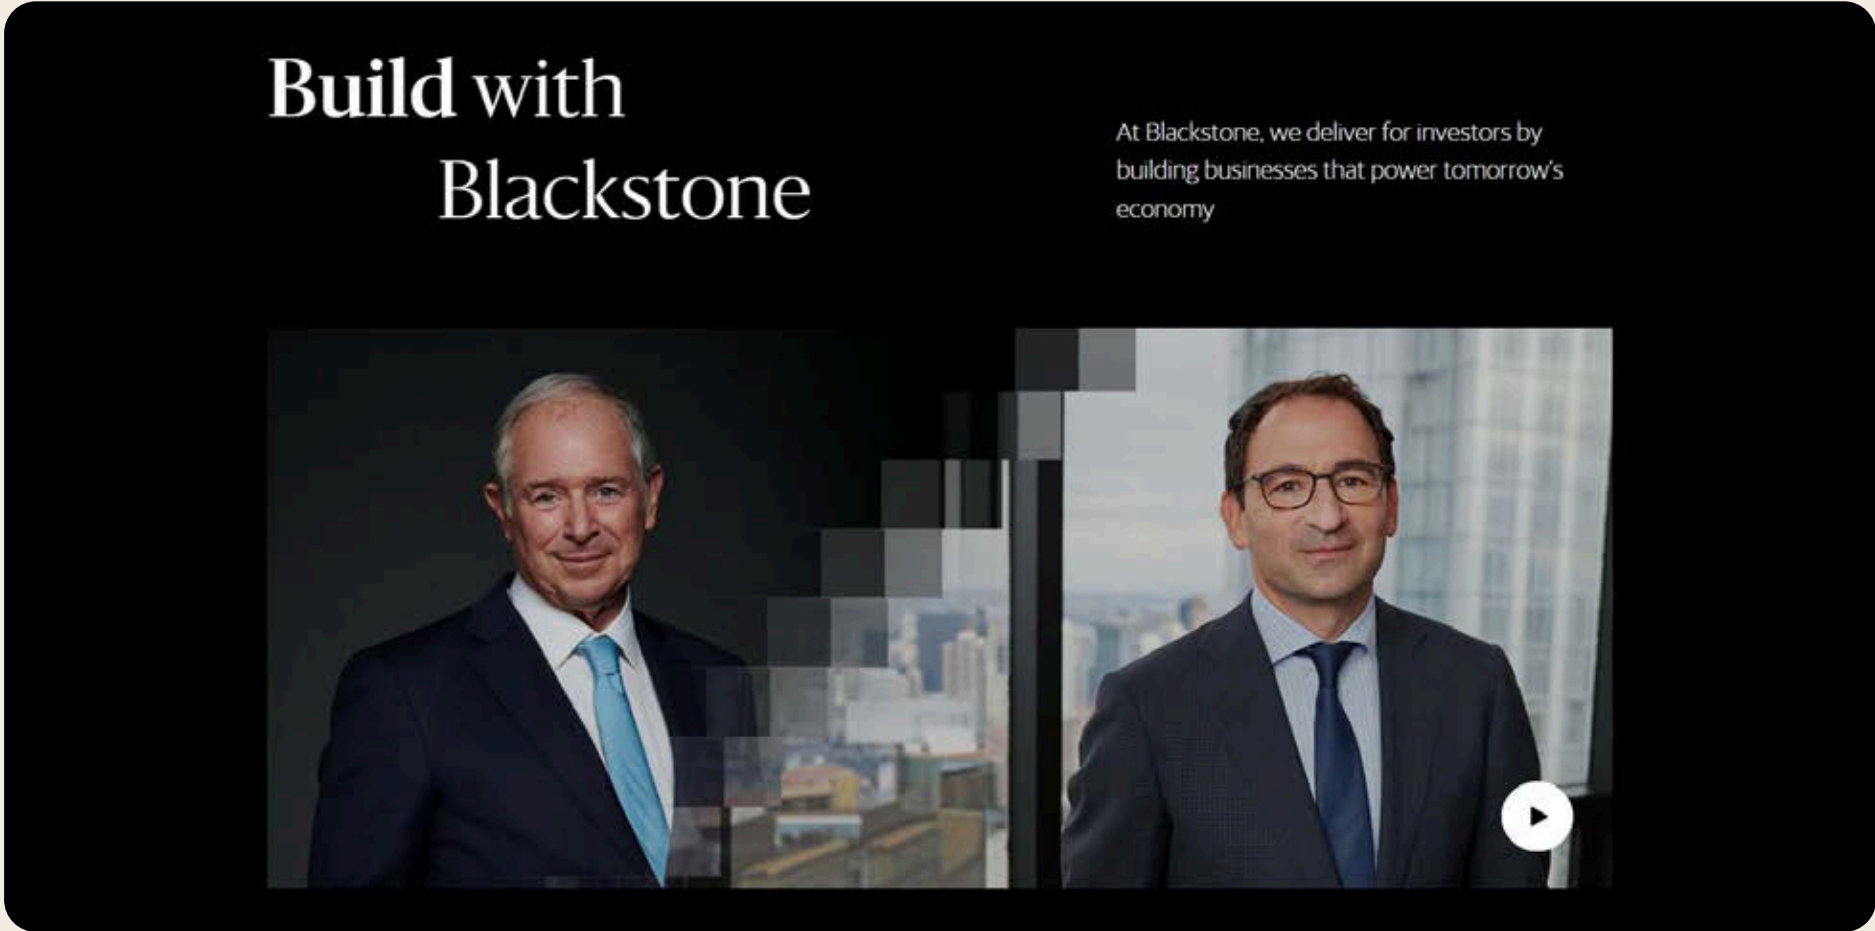 Build with
Blackstone
At Blackstone, we deliver for investors by
building businesses that power tomorrow's
economy